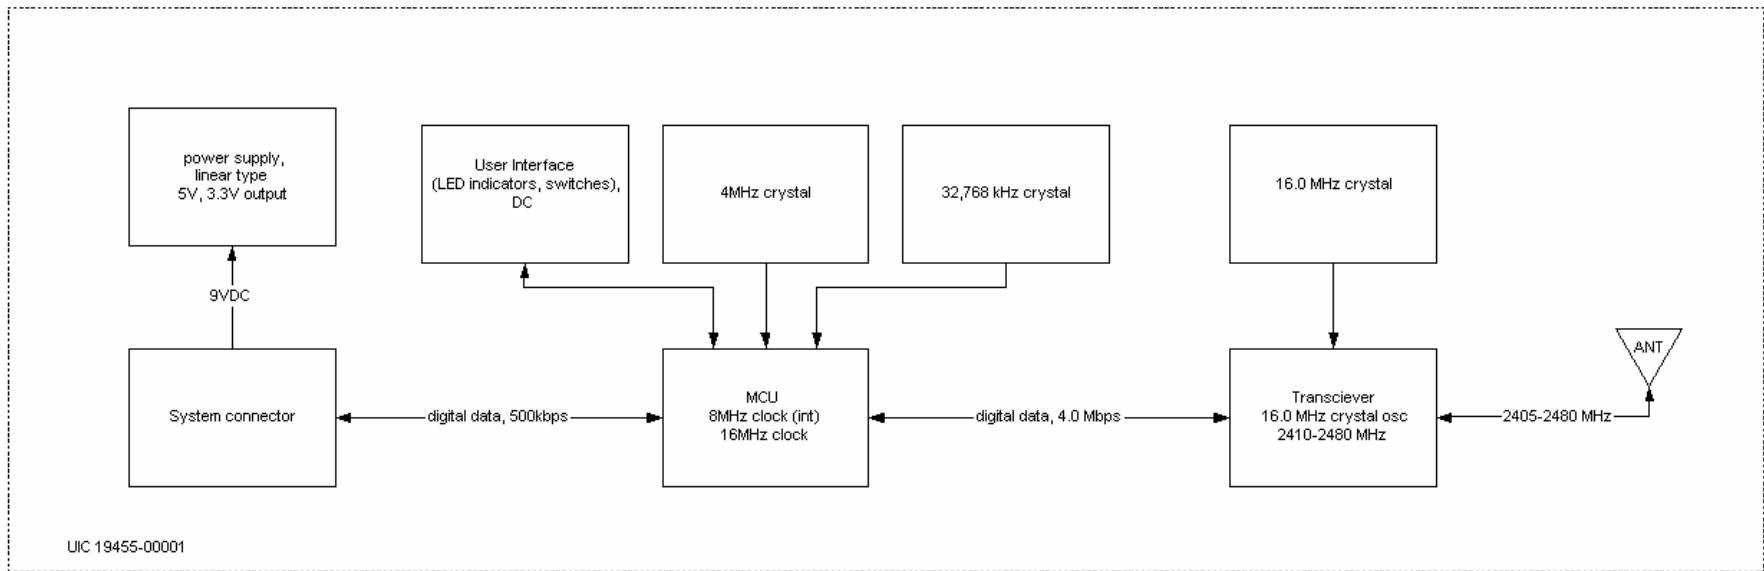 power supply,
linear type
5V, 3.3V output
User Interface
(LED indicators, switches),
DC
4MHz crystal
32,768 kHz crystal
16.0 MHz crystal
9VDC
ANT
System connector
digital data, 500kbps
MCU
8MHz clock (int)
16MHz clock
digital data, 4.0 Mbps
Transciever
16.0 MHz crystal osc
2410-2480 MHz
2405-2480 MHz
UIC 19455-00001